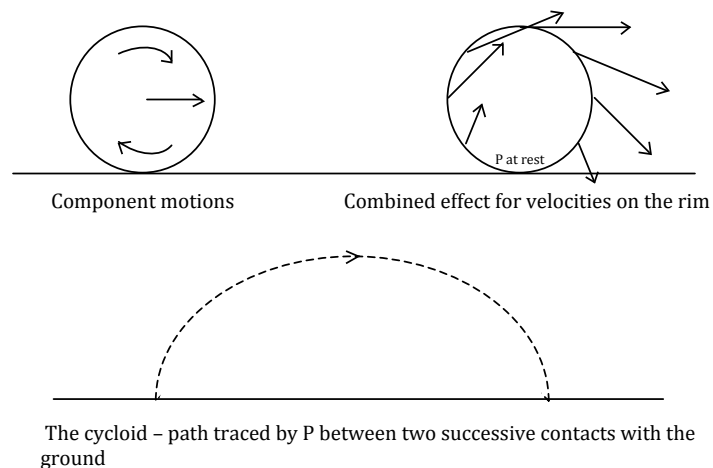 P at rest
Component motions
Combined effect for velocities on the rim
The cycloid – path traced by P between two successive contacts with the
ground